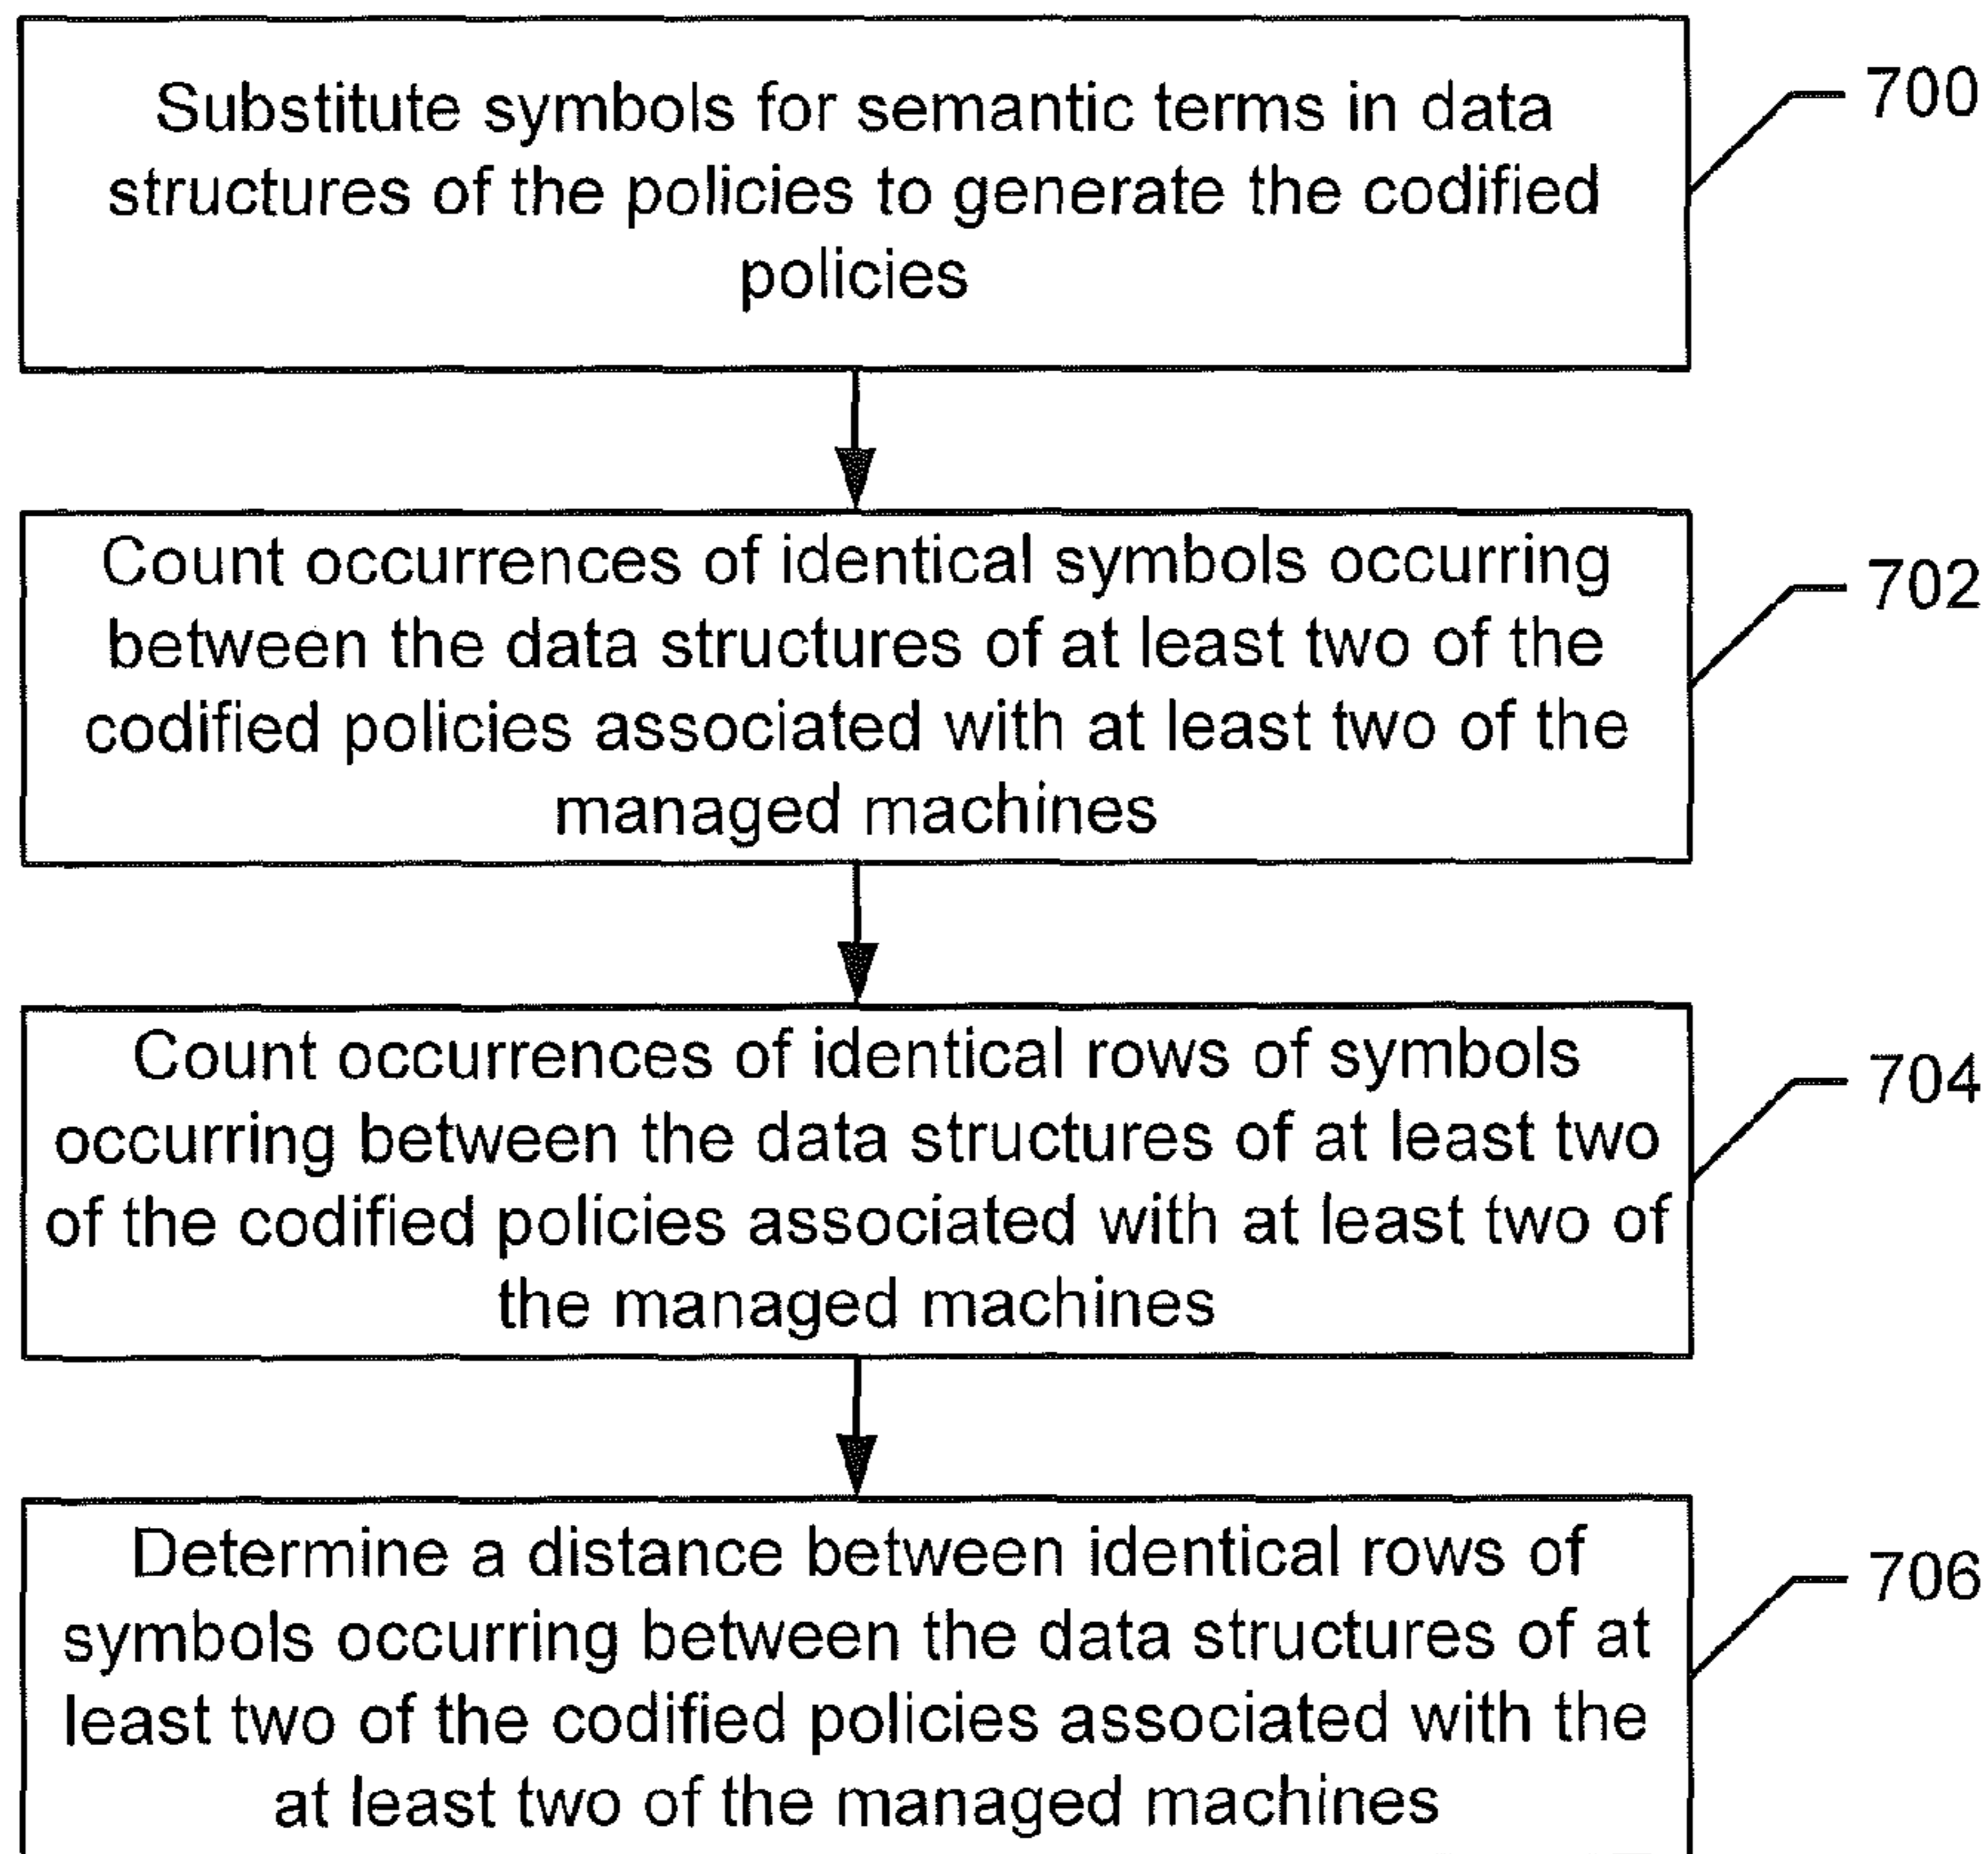 Substitute symbols for semantic terms in data
structures of the policies to generate the codified
policies
700
Count occurrences of identical symbols occurring
between the data structures of at least two of the
codified policies associated with at least two of the
managed machines
702
Count occurrences of identical rows of symbols
occurring between the data structures of at least two
of the codified policies associated with at least two of
the managed machines
704
Determine a distance between identical rows of
symbols occurring between the data structures of at
least two of the codified policies associated with the
at least two of the managed machines
706